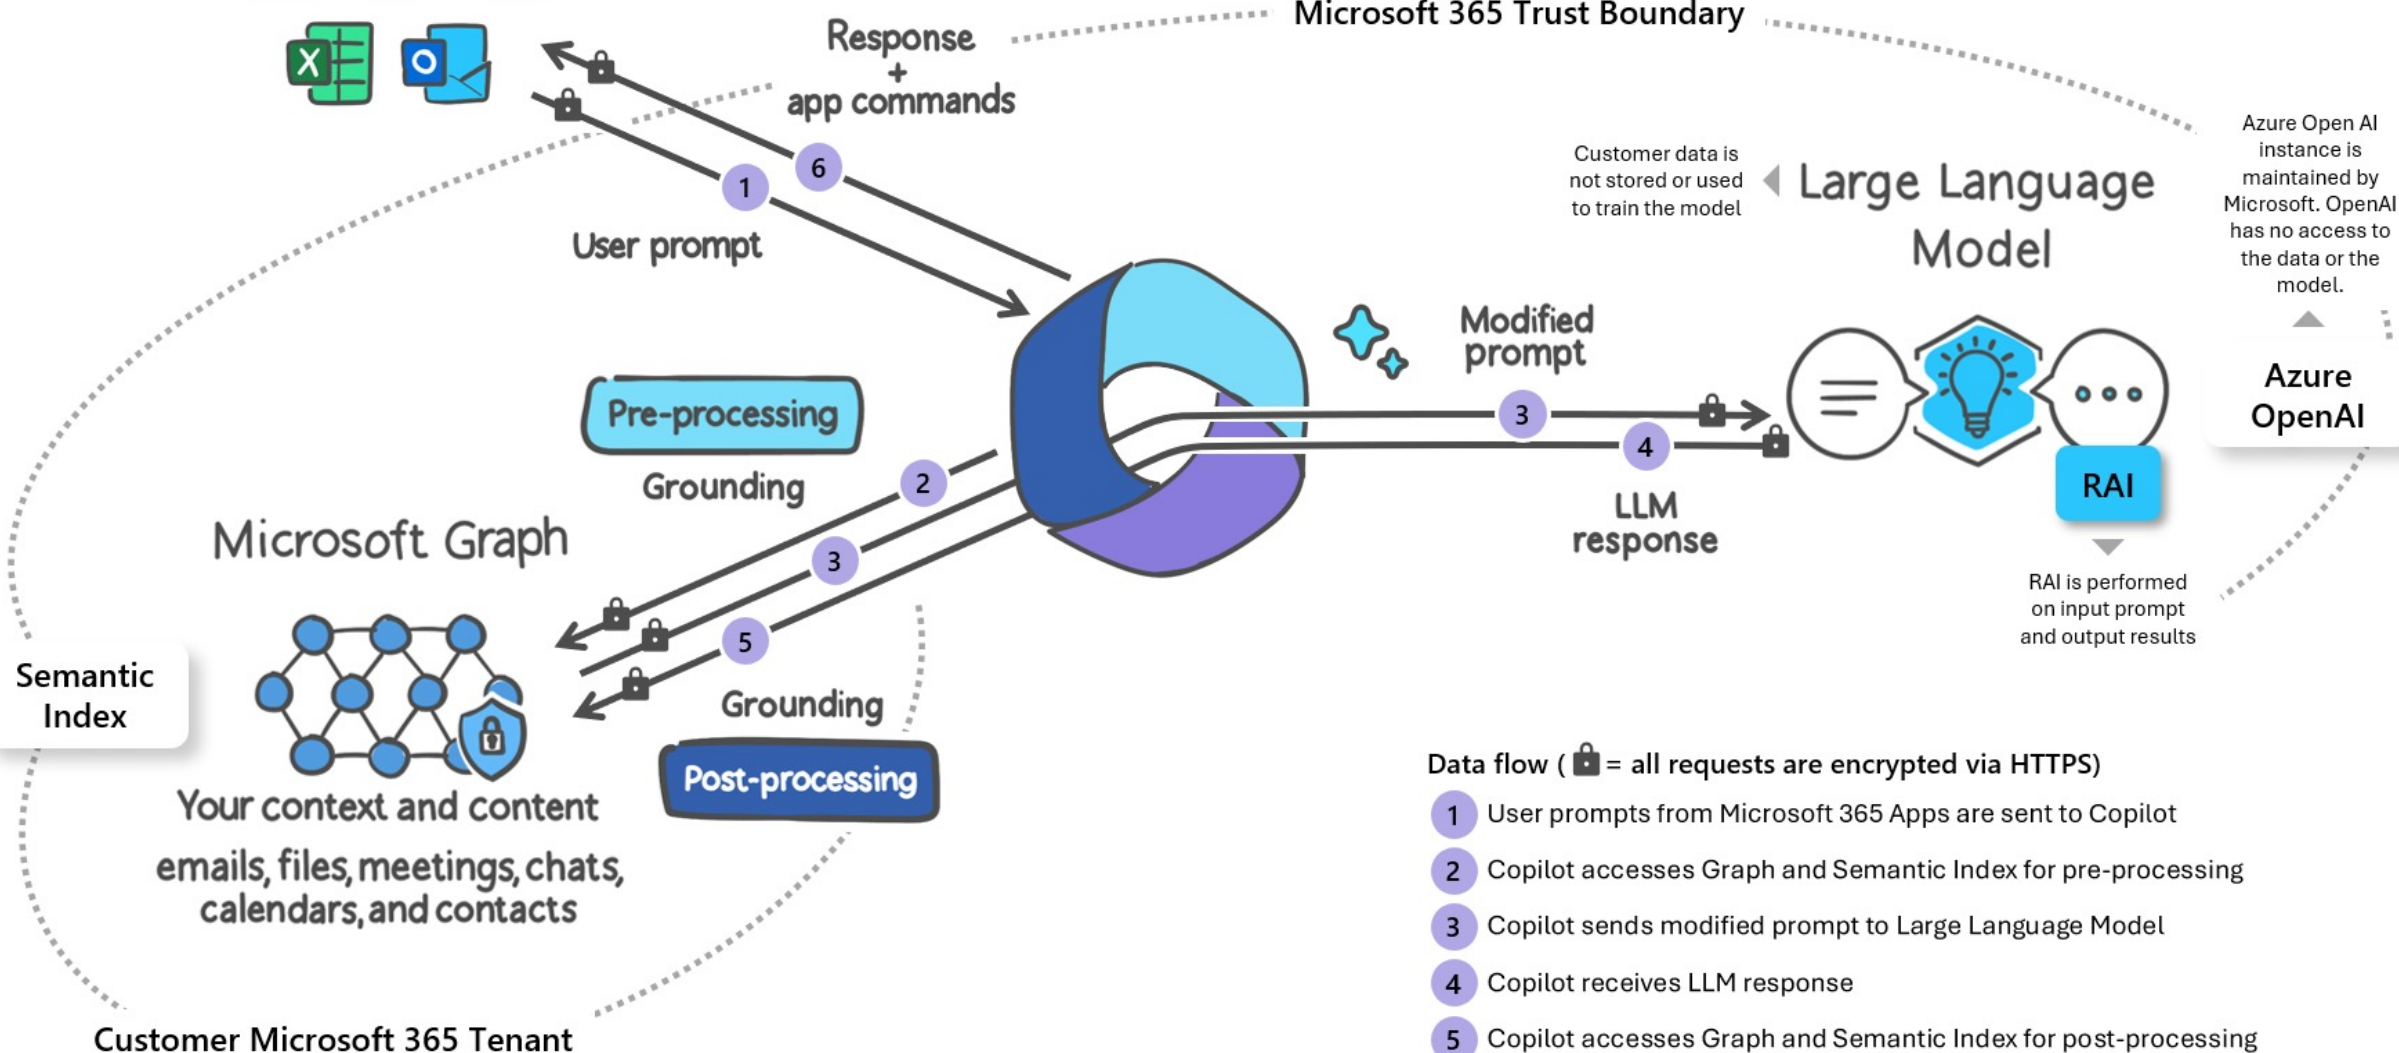 Microsoft 365 Trust Boundary
X
O
Response
+
app commands
6
1
User prompt
Customer data is
not stored or used
to train the model
Large Language
Model
Azure Open AI
instance is
maintained by
Microsoft. OpenAI
has no access to
the data or the
model.
Azure
OpenAI
Modified
prompt
3
4
LLM
response
RAI
RAI is performed
on input prompt
and output results
Pre-processing
Grounding
2
3
5
Microsoft Graph
Semantic
Index
Grounding
Post-processing
Your context and content
emails, files, meetings, chats,
calendars, and contacts
Customer Microsoft 365 Tenant
Data flow ( = all requests are encrypted via HTTPS)
1 User prompts from Microsoft 365 Apps are sent to Copilot
2 Copilot accesses Graph and Semantic Index for pre-processing
3 Copilot sends modified prompt to Large Language Model
4 Copilot receives LLM response
5 Copilot accesses Graph and Semantic Index for post-processing